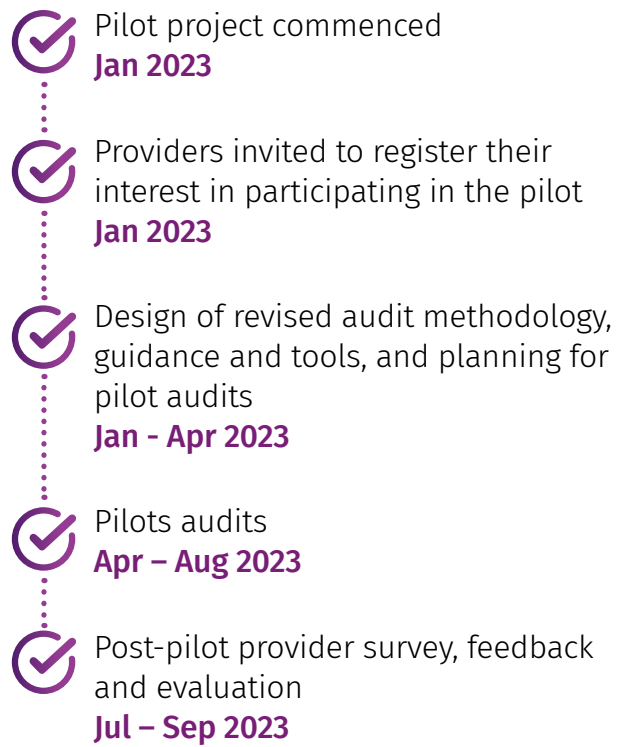 Pilot project commenced
Jan 2023
Providers invited to register their
interest in participating in the pilot
Jan 2023
Design of revised audit methodology,
guidance and tools, and planning for
pilot audits
Jan - Apr 2023
Pilots audits
Apr – Aug 2023
Post-pilot provider survey, feedback
and evaluation
Jul – Sep 2023